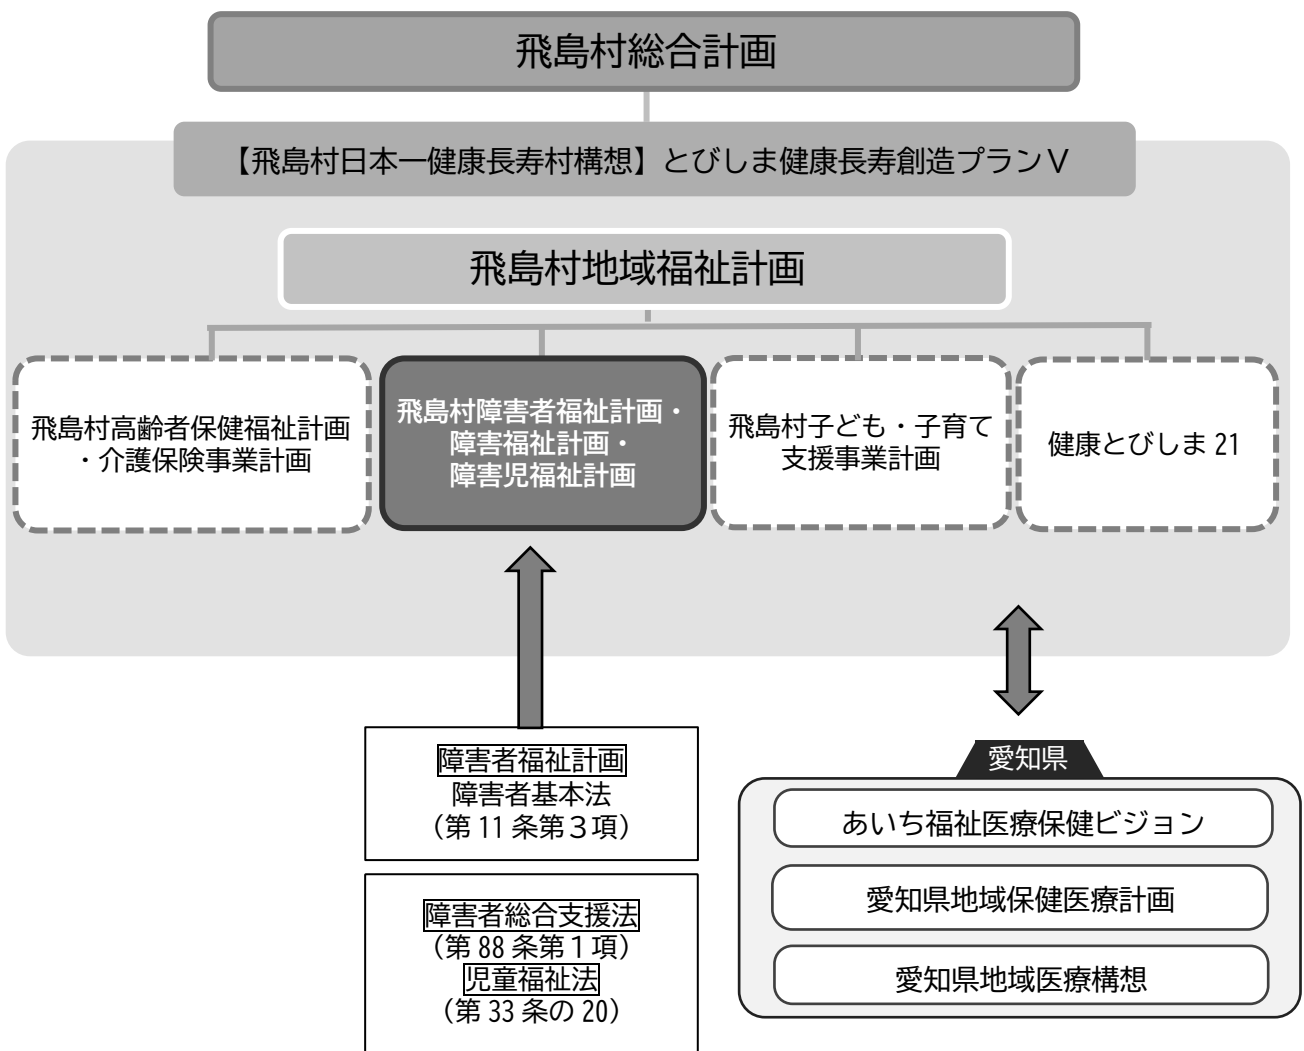 飛島村総合計画
【飛島村日本一健康長寿村構想】とびしま健康長寿創造プランⅤ
飛島村地域福祉計画
飛島村高齢者保健福祉計画
・介護保険事業計画
飛島村障害者福祉計画・
障害福祉計画・
障害児福祉計画
飛島村子ども・子育て
支援事業計画
健康とびしま 21
障害者福祉計画
障害者基本法
（第 11 条第３項）
障害者総合支援法
（第 88 条第１項）
児童福祉法
（第 33 条の 20）
愛知県
あいち福祉医療保健ビジョン
愛知県地域保健医療計画
愛知県地域医療構想